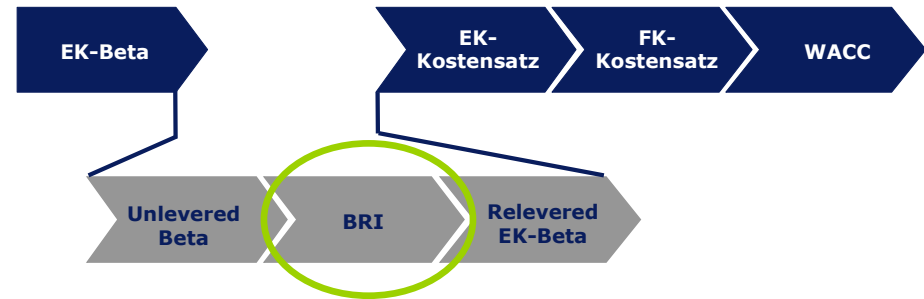 EK-Beta
EK-
Kostensatz
FK-
Kostensatz
WACC
Unlevered
Beta
BRI
Relevered
EK-Beta